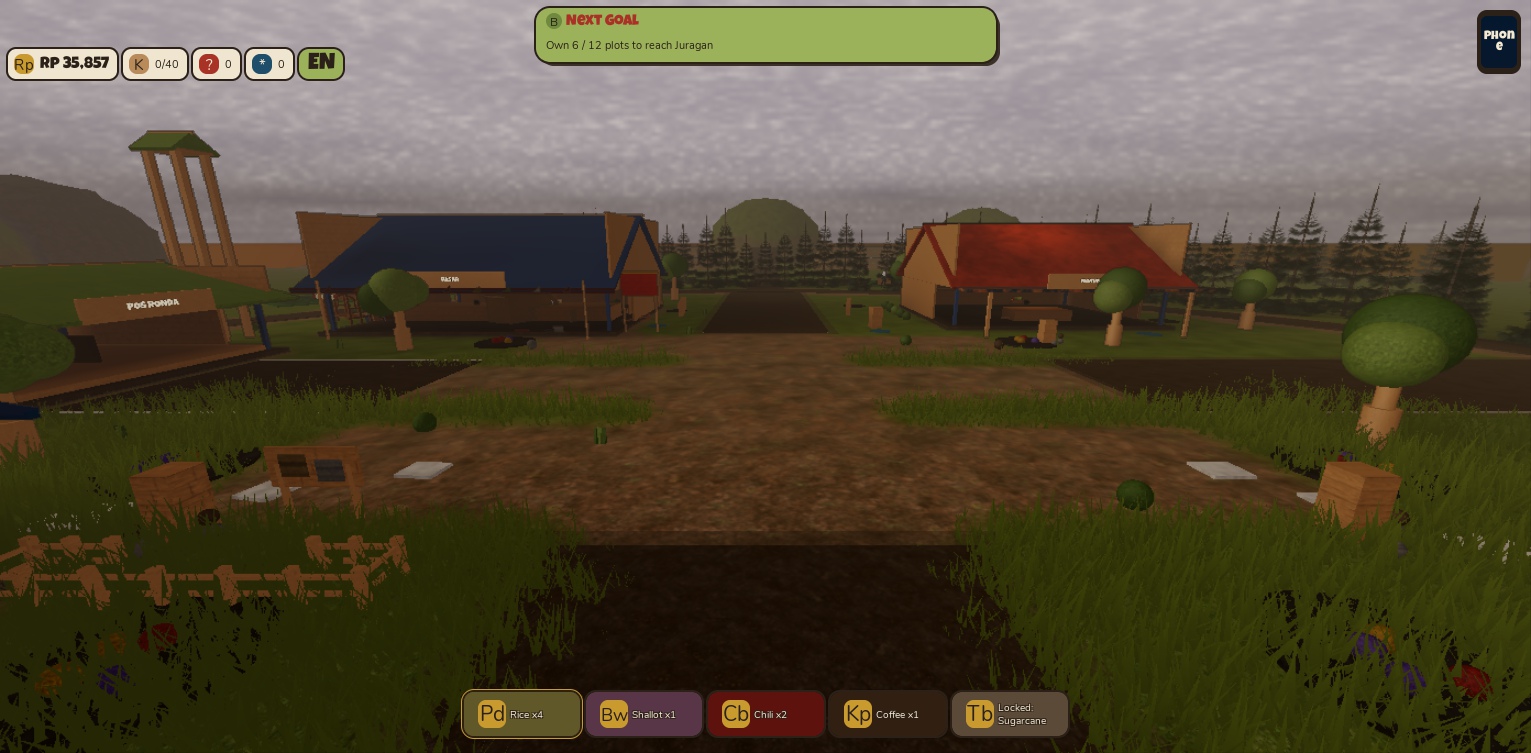 B NEXT GOAL
Own 6 / 12 plots to reach Juragan
Rp RP 35,857
K 0/40
? 0
* 0
EN
Phon
e
POS RONDA
Pd Rice x4
Bw Shallot x1
Cb Chili x2
Kp Coffee x1
Tb Locked:
Sugarcane